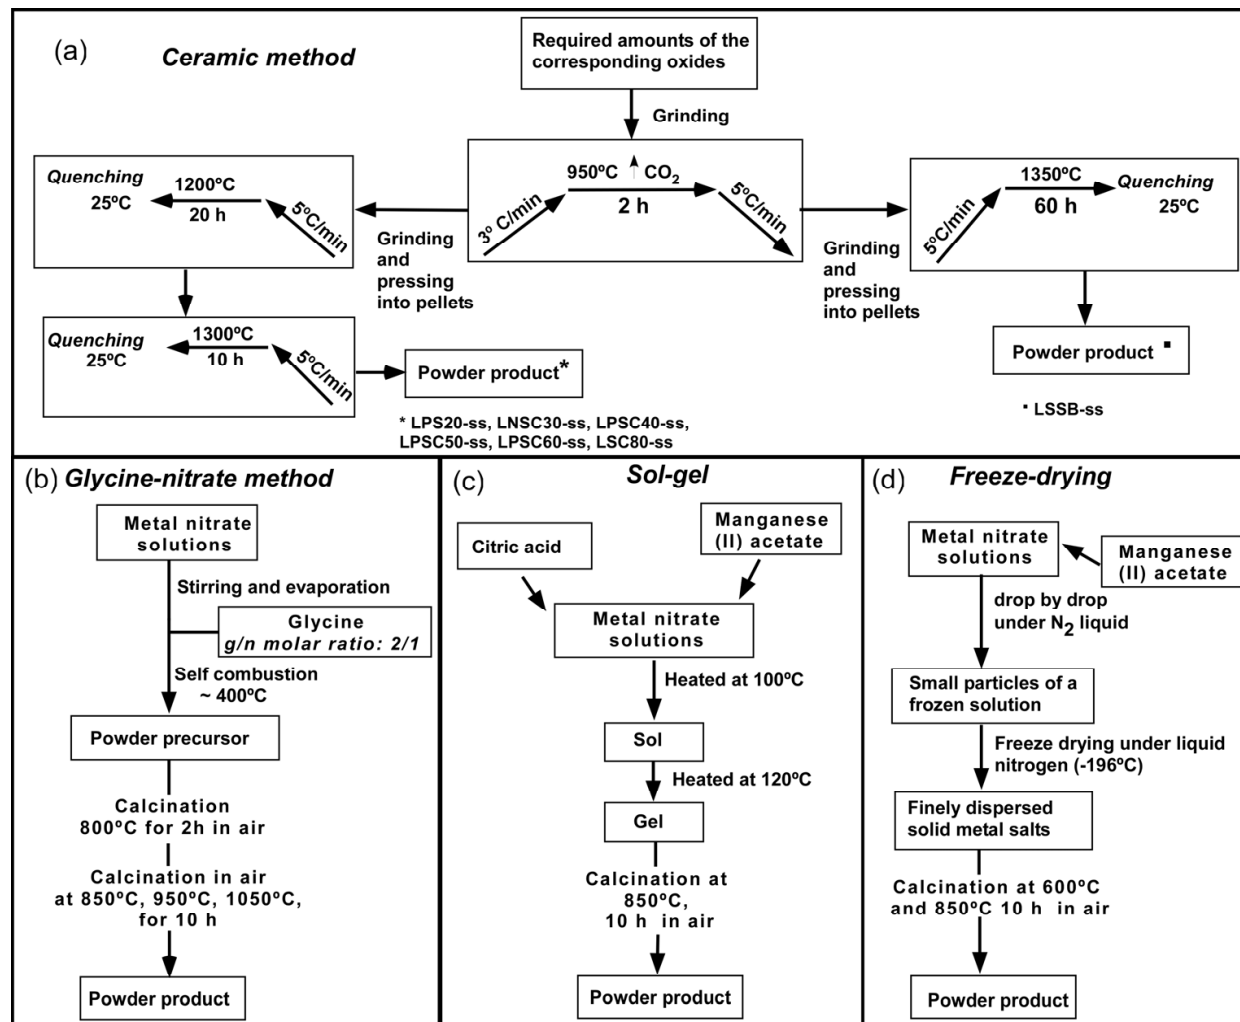 (a)
Ceramic method
Required amounts of the
corresponding oxides
Grinding
Quenching
25ºC
1200ºC
20 h
5ºC/min
3º C/min
950ºC
CO2
2 h
5ºC/min
5ºC/min
1350ºC
60 h
Quenching
25ºC
Grinding
and
pressing
into pellets
Grinding
and
pressing
into pellets
Quenching
25ºC
1300ºC
10 h
5ºC/min
Powder product*
* LPS20-ss, LNSC30-ss, LPSC40-ss,
LPSC50-ss, LPSC60-ss, LSC80-ss
Powder product ▪
▪ LSSB-ss
(b) Glycine-nitrate method
Metal nitrate
solutions
Stirring and evaporation
Glycine
g/n molar ratio: 2/1
Self combustion
~ 400ºC
Powder precursor
Calcination
800ºC for 2h in air
Calcination in air
at 850ºC, 950ºC, 1050ºC,
for 10 h
Powder product
(c)
Sol-gel
Citric acid
Manganese
(II) acetate
Metal nitrate
solutions
Heated at 100ºC
Sol
Heated at 120ºC
Gel
Calcination at
850ºC,
10 h in air
Powder product
(d)
Freeze-drying
Metal nitrate
solutions
Manganese
(II) acetate
drop by drop
under N2 liquid
Small particles of a
frozen solution
Freeze drying under liquid
nitrogen (-196ºC)
Finely dispersed
solid metal salts
Calcination at 600ºC
and 850ºC 10 h in air
Powder product